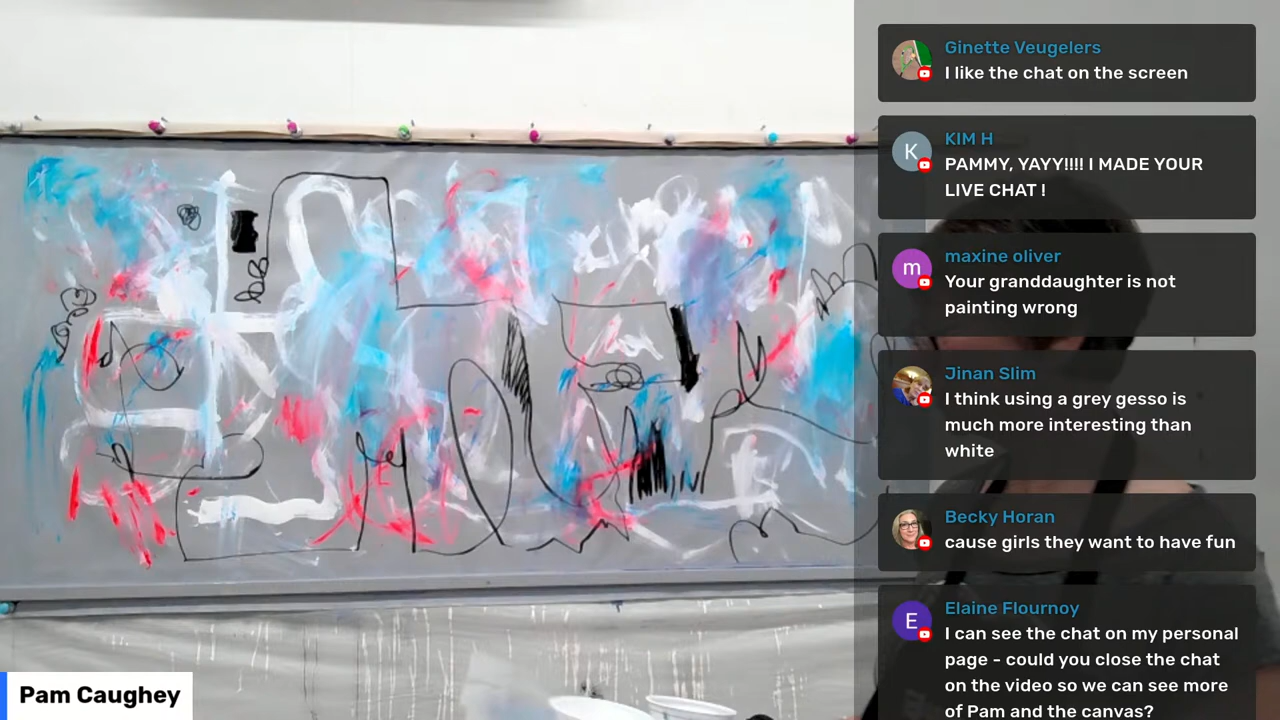 Ginette Veugelers
I like the chat on the screen
K
KIM H
PAMMY, YAYY!!!! I MADE YOUR
LIVE CHAT !
m
maxine oliver
Your granddaughter is not
painting wrong
Jinan Slim
I think using a grey gesso is
much more interesting than
white
Becky Horan
cause girls they want to have fun
E
Elaine Flournoy
I can see the chat on my personal
page - could you close the chat
on the video so we can see more
of Pam and the canvas?
Pam Caughey